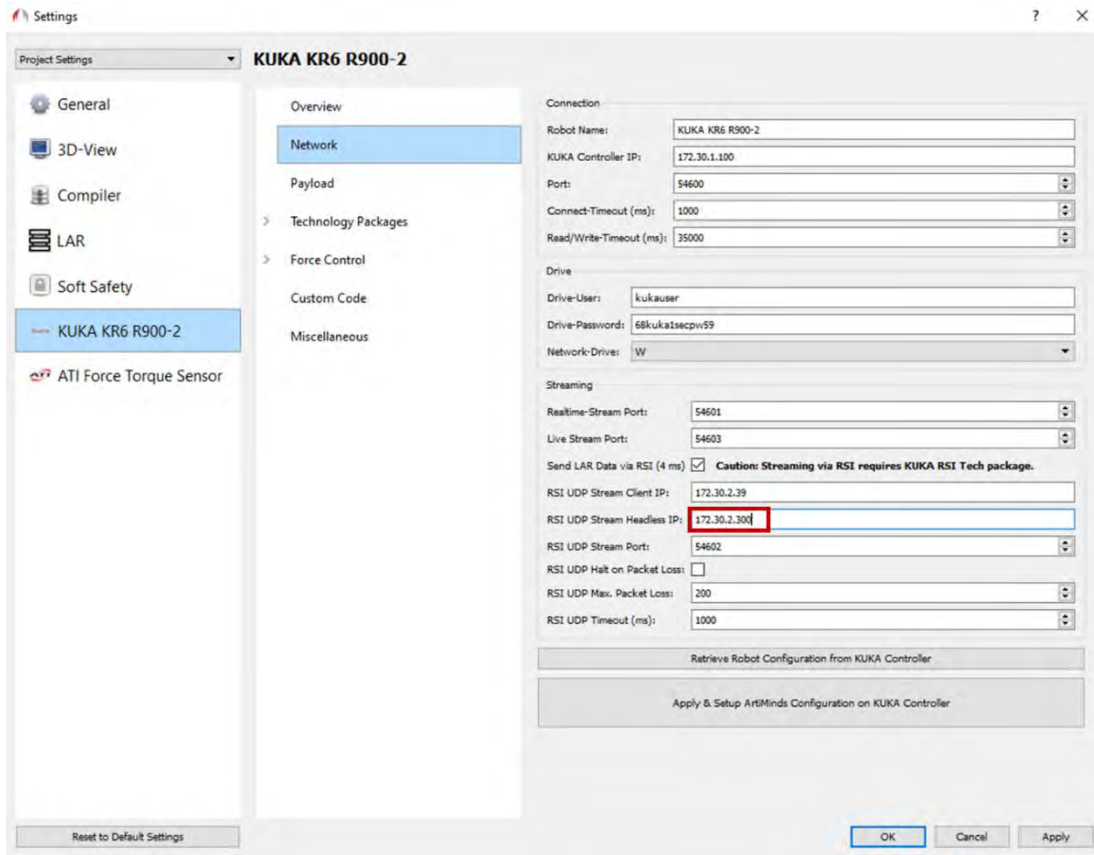 Settings
?
Project Settings
General
3D-View
Compiler
LAR
Soft Safety
KUKA KR6 R900-2
ATI Force Torque Sensor
Reset to Default Settings
KUKA KR6 R900-2
Overview
Network
Payload
Technology Packages
Force Control
Custom Code
Miscellaneous
Connection
Robot Name: KUKA KR6 R900-2
KUKA Controller IP: 172.30.1.100
Port: 54600
Connect-Timeout (ms): 1000
Read/Write-Timeout (ms): 35000
Drive
Drive-User: kukauser
Drive-Password: 68kuka1secpw59
Network-Drive: W
Streaming
Realtime-Stream Port: 54601
Live Stream Port: 54603
Send LAR Data via RSI (4 ms) Caution: Streaming via RSI requires KUKA RSI Tech package.
RSI UDP Stream Client IP: 172.30.2.39
RSI UDP Stream Headless IP: 172.30.2.300
RSI UDP Stream Port: 54602
RSI UDP Halt on Packet Loss:
RSI UDP Max. Packet Loss: 200
RSI UDP Timeout (ms): 1000
Retrieve Robot Configuration from KUKA Controller
Apply & Setup ArtiMinds Configuration on KUKA Controller
OK
Cancel
Apply